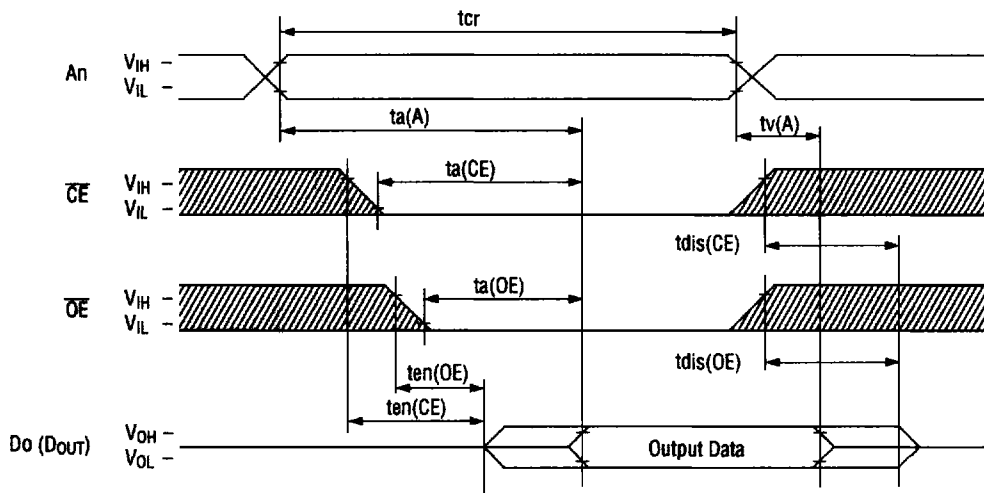 tcr
An
VIH
VIL
ta(A)
tv(A)
CE
VIH
VIL
ta(CE)
tdis(CE)
OE
VIH
VIL
ta(OE)
tdis(OE)
ten(OE)
ten(CE)
Do (DOUT)
VOH
VOL
Output Data